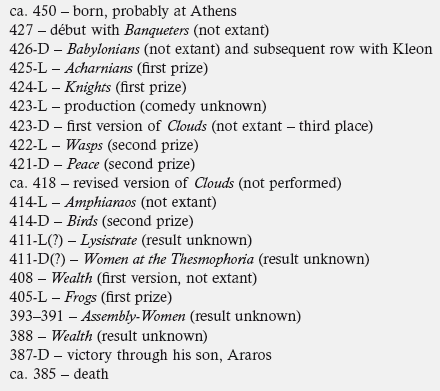 ca. 450 – born, probably at Athens
427 – début with Banqueters (not extant)
426-D – Babylonians (not extant) and subsequent row with Kleon
425-L – Acharnians (first prize)
424-L – Knights (first prize)
423-L – production (comedy unknown)
423-D – first version of Clouds (not extant – third place)
422-L – Wasps (second prize)
421-D – Peace (second prize)
ca. 418 – revised version of Clouds (not performed)
414-L – Amphiaraos (not extant)
414-D – Birds (second prize)
411-L(?) – Lysistrate (result unknown)
411-D(?) – Women at the Thesmophoria (result unknown)
408 – Wealth (first version, not extant)
405-L – Frogs (first prize)
393–391 – Assembly-Women (result unknown)
388 – Wealth (result unknown)
387-D – victory through his son, Araros
ca. 385 – death